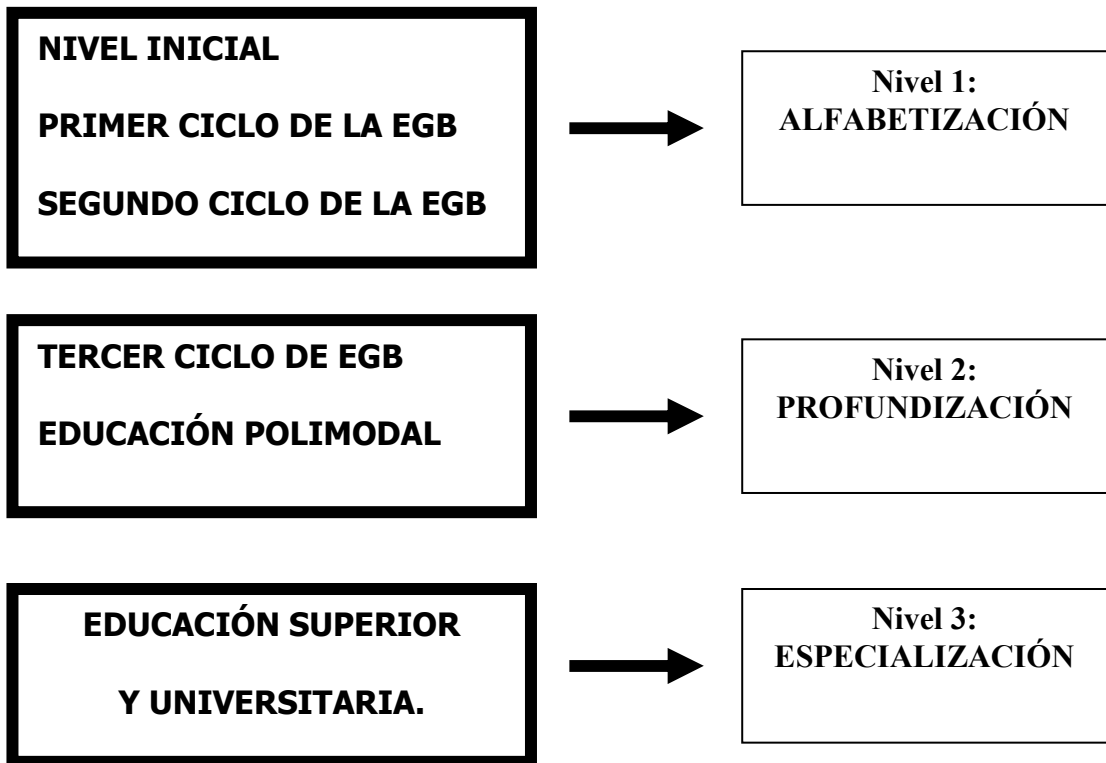 NIVEL INICIAL
PRIMER CICLO DE LA EGB
SEGUNDO CICLO DE LA EGB
Nivel 1:
ALFABETIZACIÓN
TERCER CICLO DE EGB
EDUCACIÓN POLIMODAL
Nivel 2:
PROFUNDIZACIÓN
EDUCACIÓN SUPERIOR
Y UNIVERSITARIA.
Nivel 3:
ESPECIALIZACIÓN